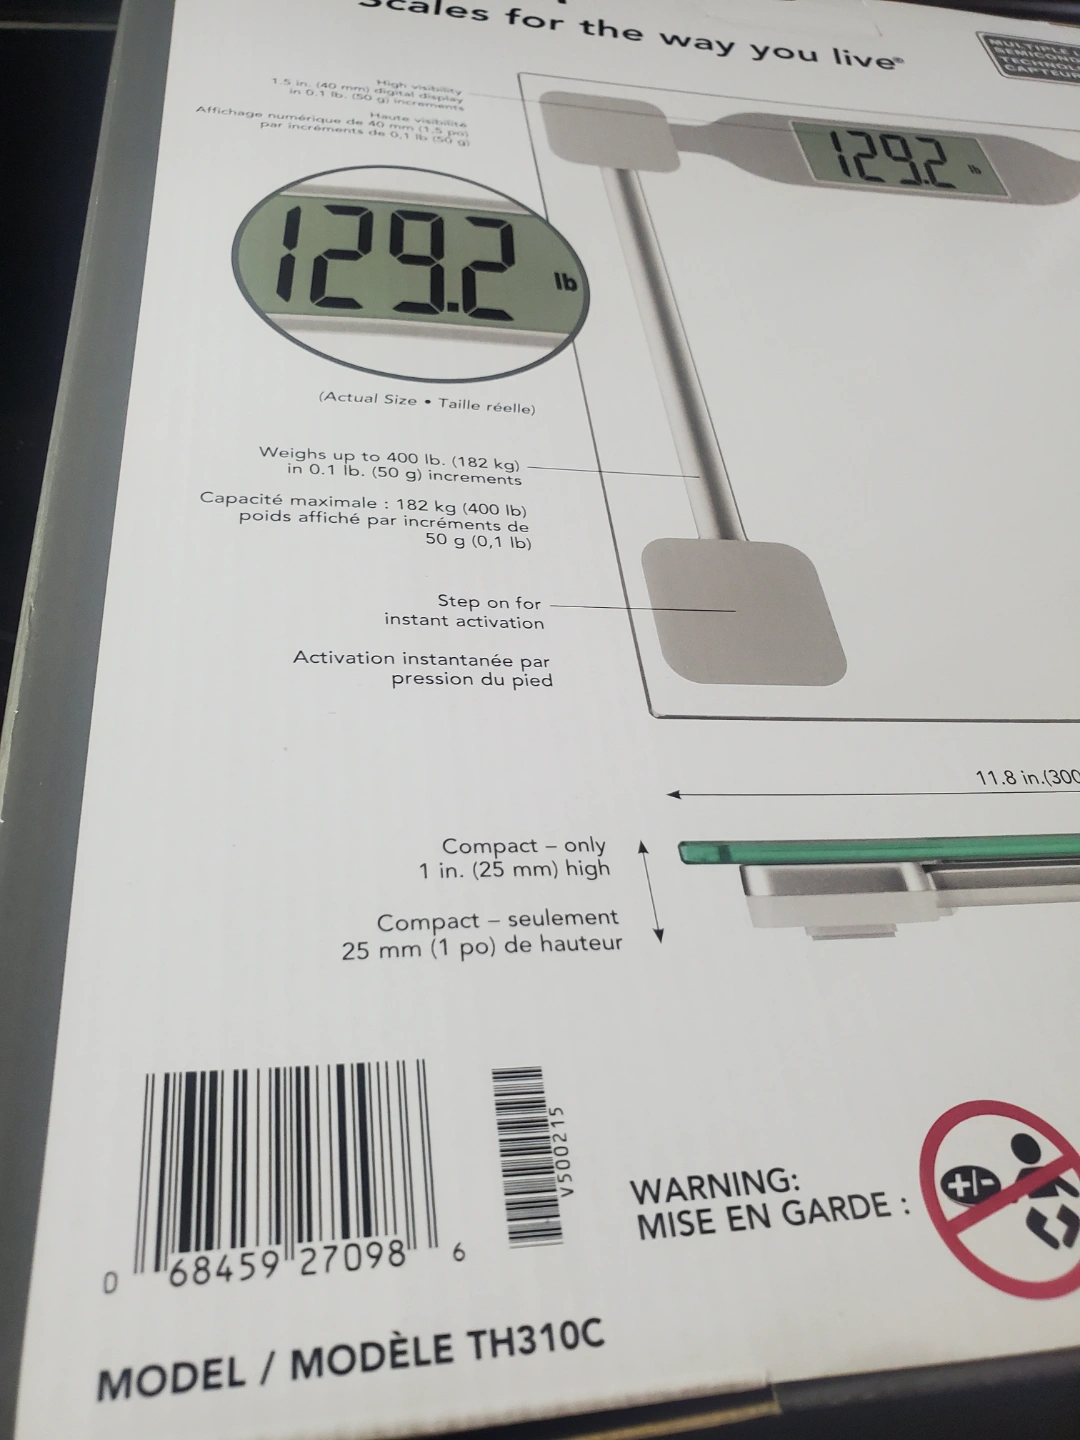 Scales for the way you live®
MULTIPLE
SEMICOND
TECHNOL
CAPTEUR
High visibility
1.5 in. (40 mm) digital display
in 0.1 lb. (50 g) increments
Haute visibilité
Affichage numérique de 40 mm (1,5 po)
par incréments de 0,1 lb (50 g)
129.2 lb
129.2 lb
(Actual Size • Taille réelle)
Weighs up to 400 lb. (182 kg)
in 0.1 lb. (50 g) increments
Capacité maximale : 182 kg (400 lb)
poids affiché par incréments de
50 g (0,1 lb)
Step on for
instant activation
Activation instantanée par
pression du pied
11.8 in.(300
Compact – only
1 in. (25 mm) high
Compact – seulement
25 mm (1 po) de hauteur
V500215
WARNING:
MISE EN GARDE :
+/-
0 68459 27098 6
MODEL / MODÈLE TH310C